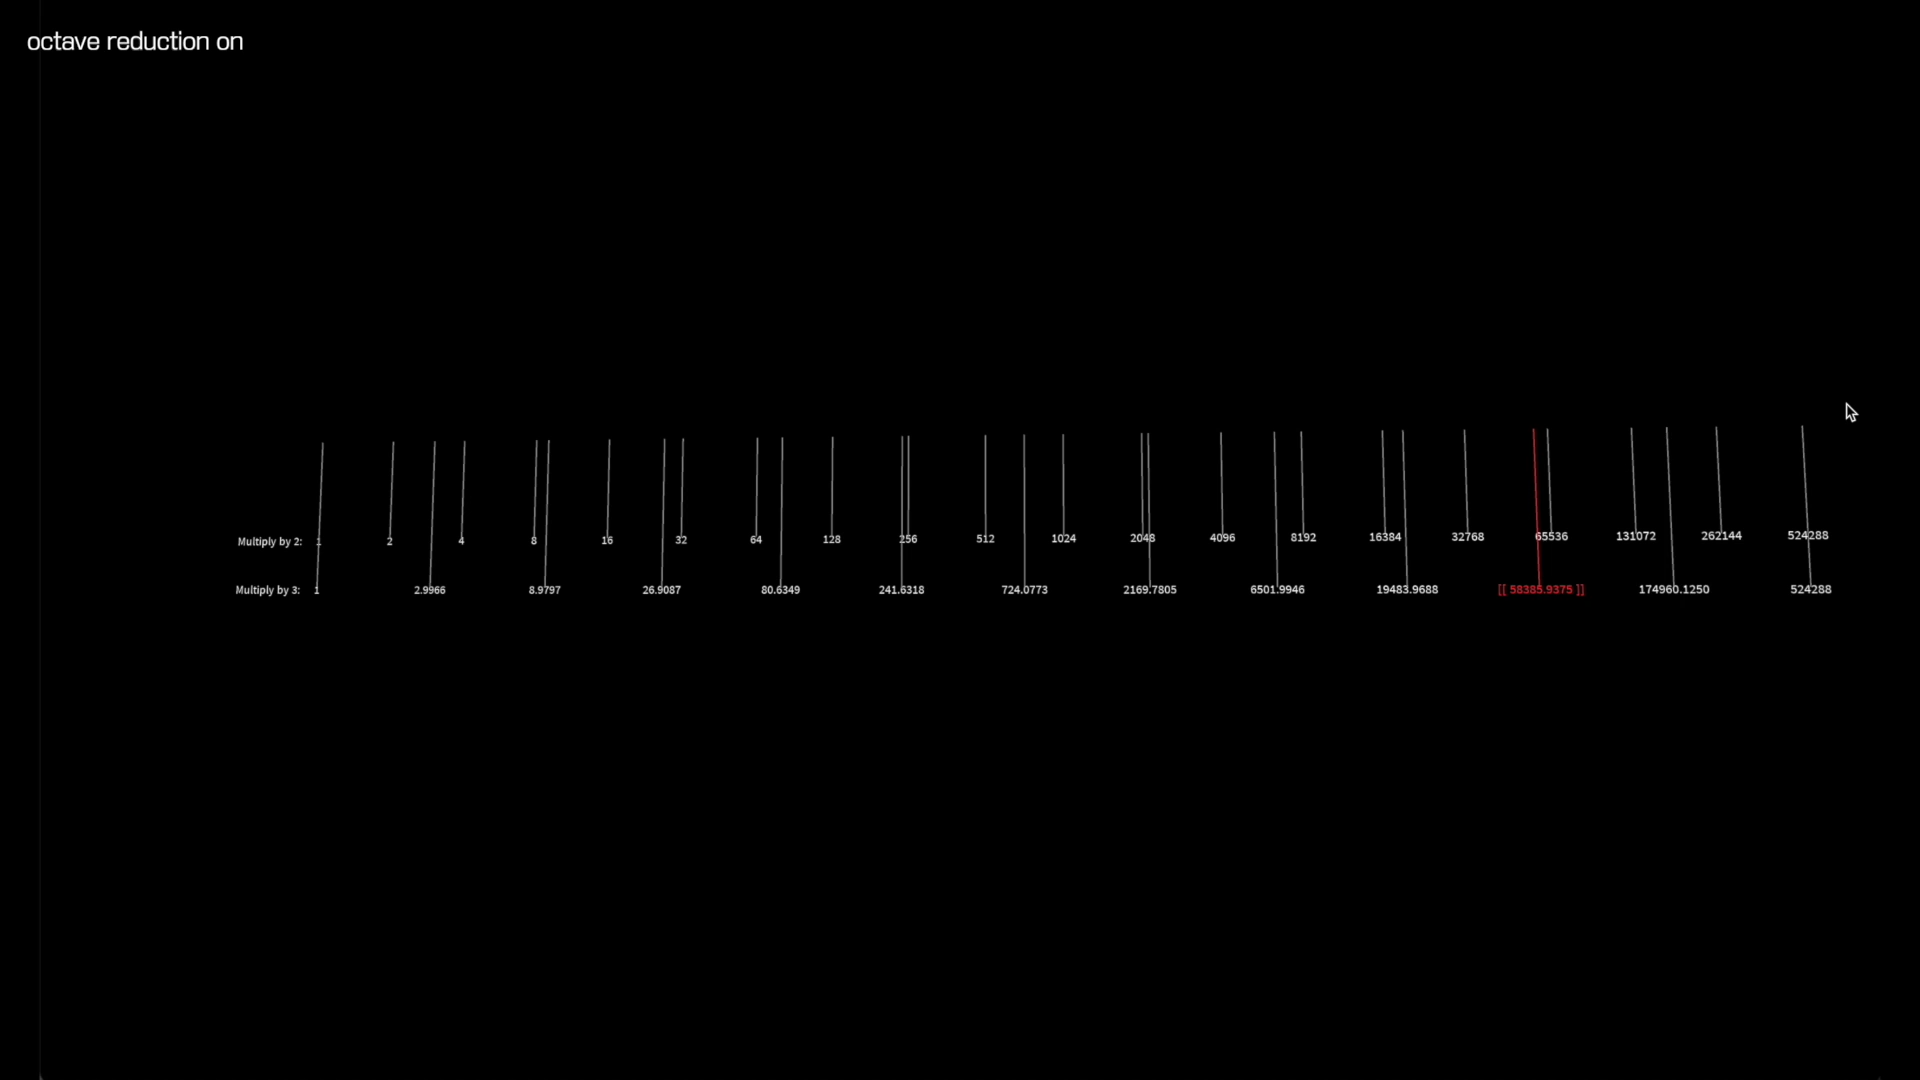 octave reduction on
Multiply by 2: 1 2 4 8 16 32 64 128 256 512 1024 2048 4096 8192 16384 32768 65536 131072 262144 524288
Multiply by 3: 1 2.9966 8.9797 26.9087 80.6349 241.6318 724.0773 2169.7805 6501.9946 19483.9688 [[ 58385.9375 ]] 174960.1250 524288